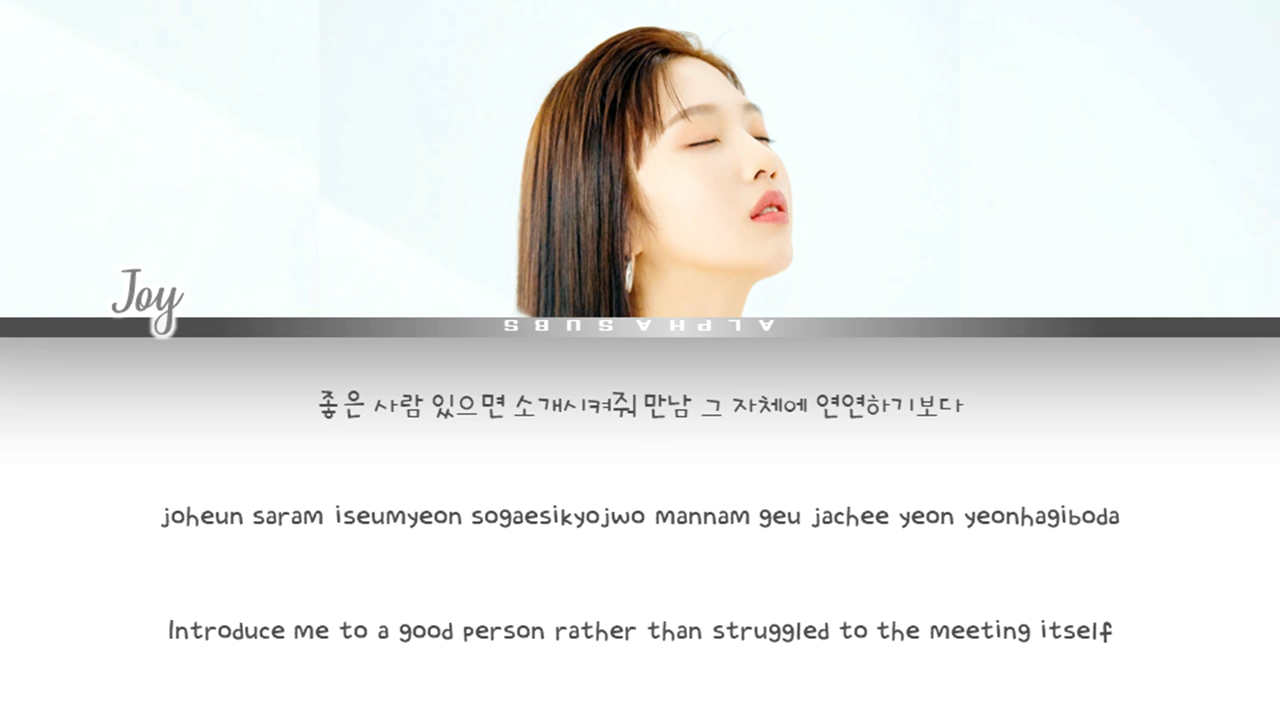 Joy
ALPHA SUBS
좋은 사람 있으면 소개시켜줘 만남 그 자체에 연연하기보다
joheun saram iseumyeon sogaesikyojwo mannam geu jachee yeon yeonhagiboda
Introduce me to a good person rather than struggled to the meeting itself